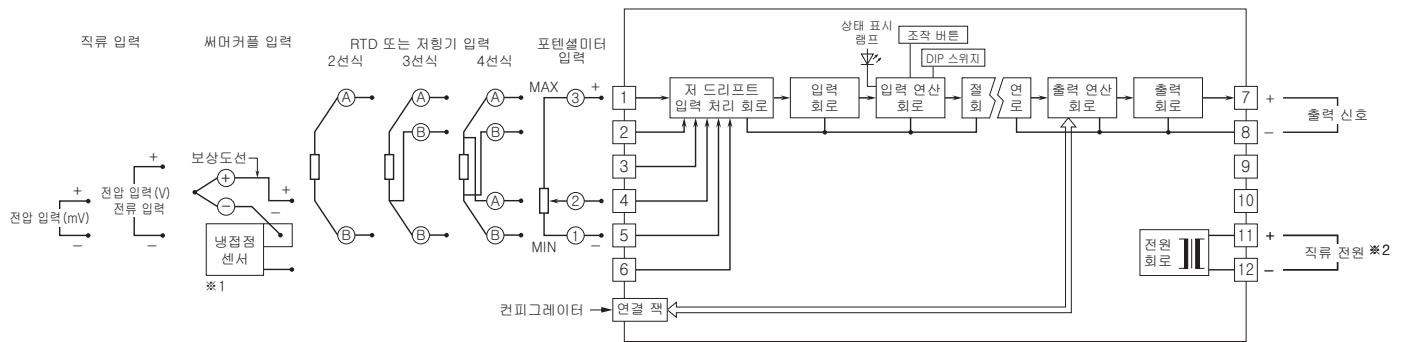 직류 입력
써머커플 입력
RTD 또는 저항기 입력
2선식
3선식
4선식
포텐셜미터
입력
상태 표시
램프
조작 버튼
DIP 스위치
MAX
MIN
A
B
A
B
B
A
B
A
B
3
+
2
1
−
보상도선
+
−
+
−
+
전압 입력(mV)
−
+
전압 입력(V)
전류 입력
−
냉접점
센서
※1
1
2
3
4
5
6
저 드리프트
입력 처리 회로
입력
회로
입력 연산
회로
절 연
회 로
출력 연산
회로
출력
회로
7
+
8
−
출력 신호
9
10
11
+
12
−
직류 전원 ※2
전원
회로
컨피그레이터
연결 잭